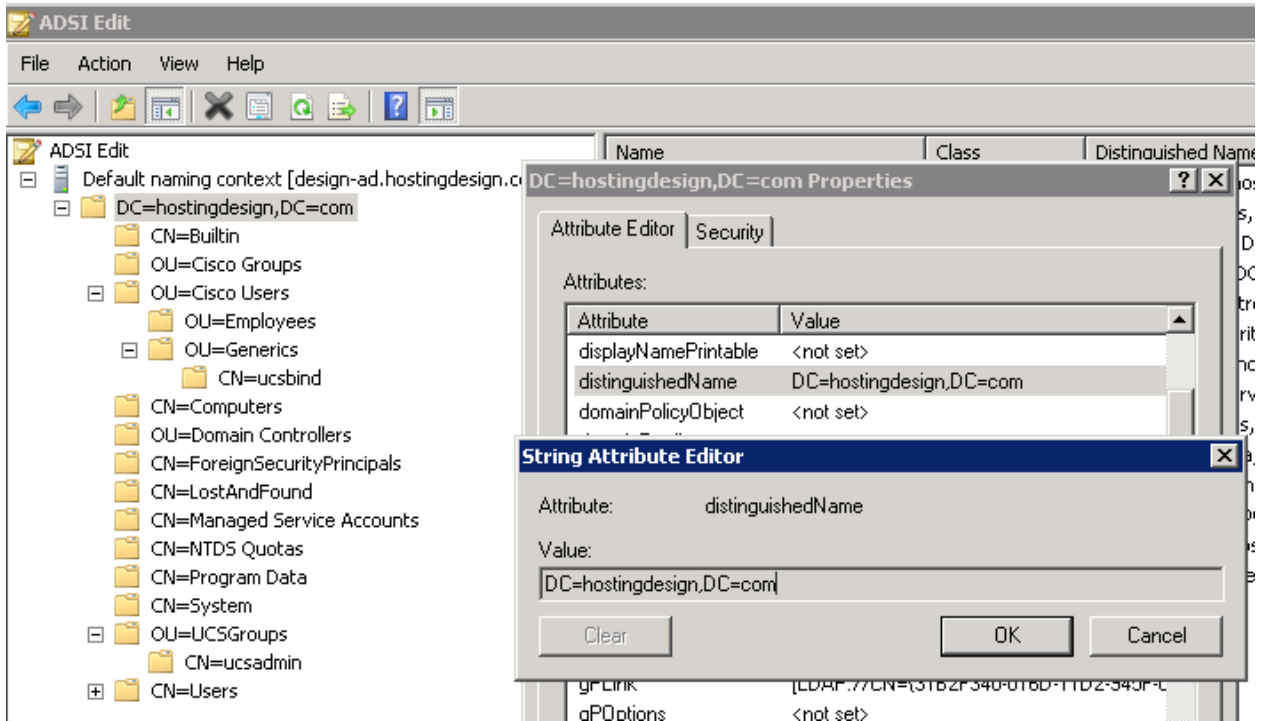 ADSI Edit
File Action View Help
Name Class Distinguished Name
ADSI Edit
Default naming context [design-ad.hostingdesign.c
DC=hostingdesign,DC=com
CN=Builtin
OU=Cisco Groups
OU=Cisco Users
OU=Employees
OU=Generics
CN=ucsbind
CN=Computers
OU=Domain Controllers
CN=ForeignSecurityPrincipals
CN=LostAndFound
CN=Managed Service Accounts
CN=NTDS Quotas
CN=Program Data
CN=System
OU=UCSGroups
CN=ucsadmin
CN=Users
DC=hostingdesign,DC=com Properties
Attribute Editor Security
Attributes:
Attribute Value
displayNamePrintable <not set>
distinguishedName DC=hostingdesign,DC=com
domainPolicyObject <not set>
String Attribute Editor
Attribute: distinguishedName
Value:
DC=hostingdesign,DC=com
Clear OK Cancel
gPLink
gPOptions <not set>